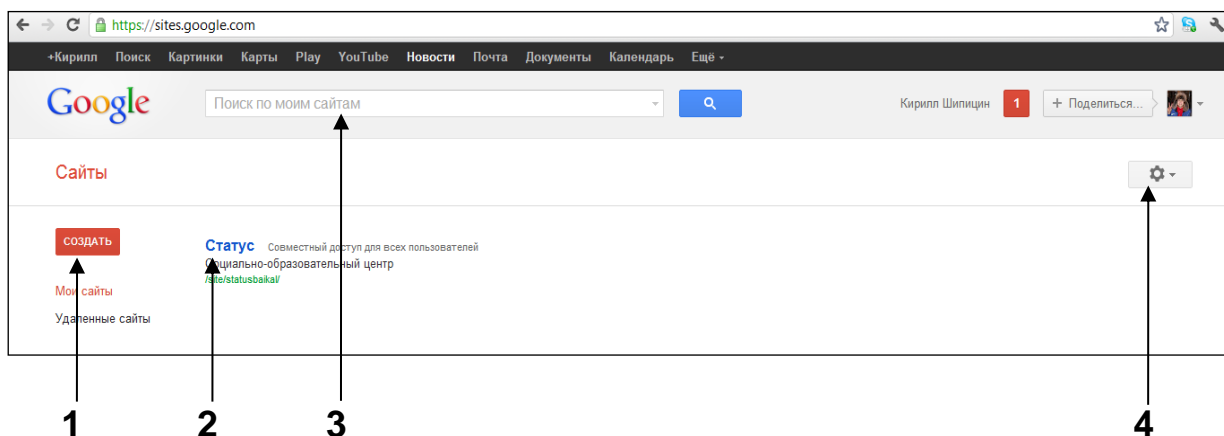 https://sites.google.com
+Кирилл Поиск Картинки Карты Play YouTube Новости Почта Документы Календарь Ещё
Google Поиск по моим сайтам Кирилл Шипицин 1 + Поделиться...
Сайты
СОЗДАТЬ
Статус Совместный доступ для всех пользователей
Социально-образовательный центр
/site/statusbaikal/
Мои сайты
Удаленные сайты
1 2 3 4